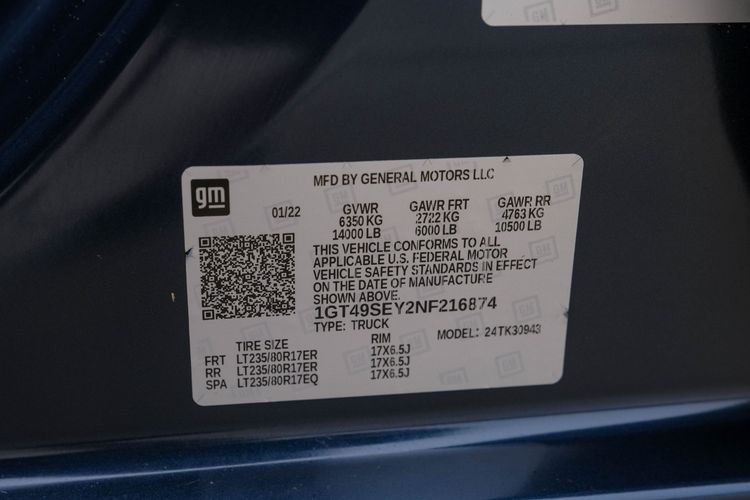 gm
MFD BY GENERAL MOTORS LLC
01/22 GVWR GAWR FRT GAWR RR
6350 KG 2722 KG 4763 KG
14000 LB 6000 LB 10500 LB
THIS VEHICLE CONFORMS TO ALL
APPLICABLE U.S. FEDERAL MOTOR
VEHICLE SAFETY STANDARDS IN EFFECT
ON THE DATE OF MANUFACTURE
SHOWN ABOVE.
1GT49SEY2NF216874
TYPE: TRUCK
MODEL: 24TK30943
TIRE SIZE RIM
FRT LT235/80R17ER 17X6.5J
RR LT235/80R17ER 17X6.5J
SPA LT235/80R17EQ 17X6.5J